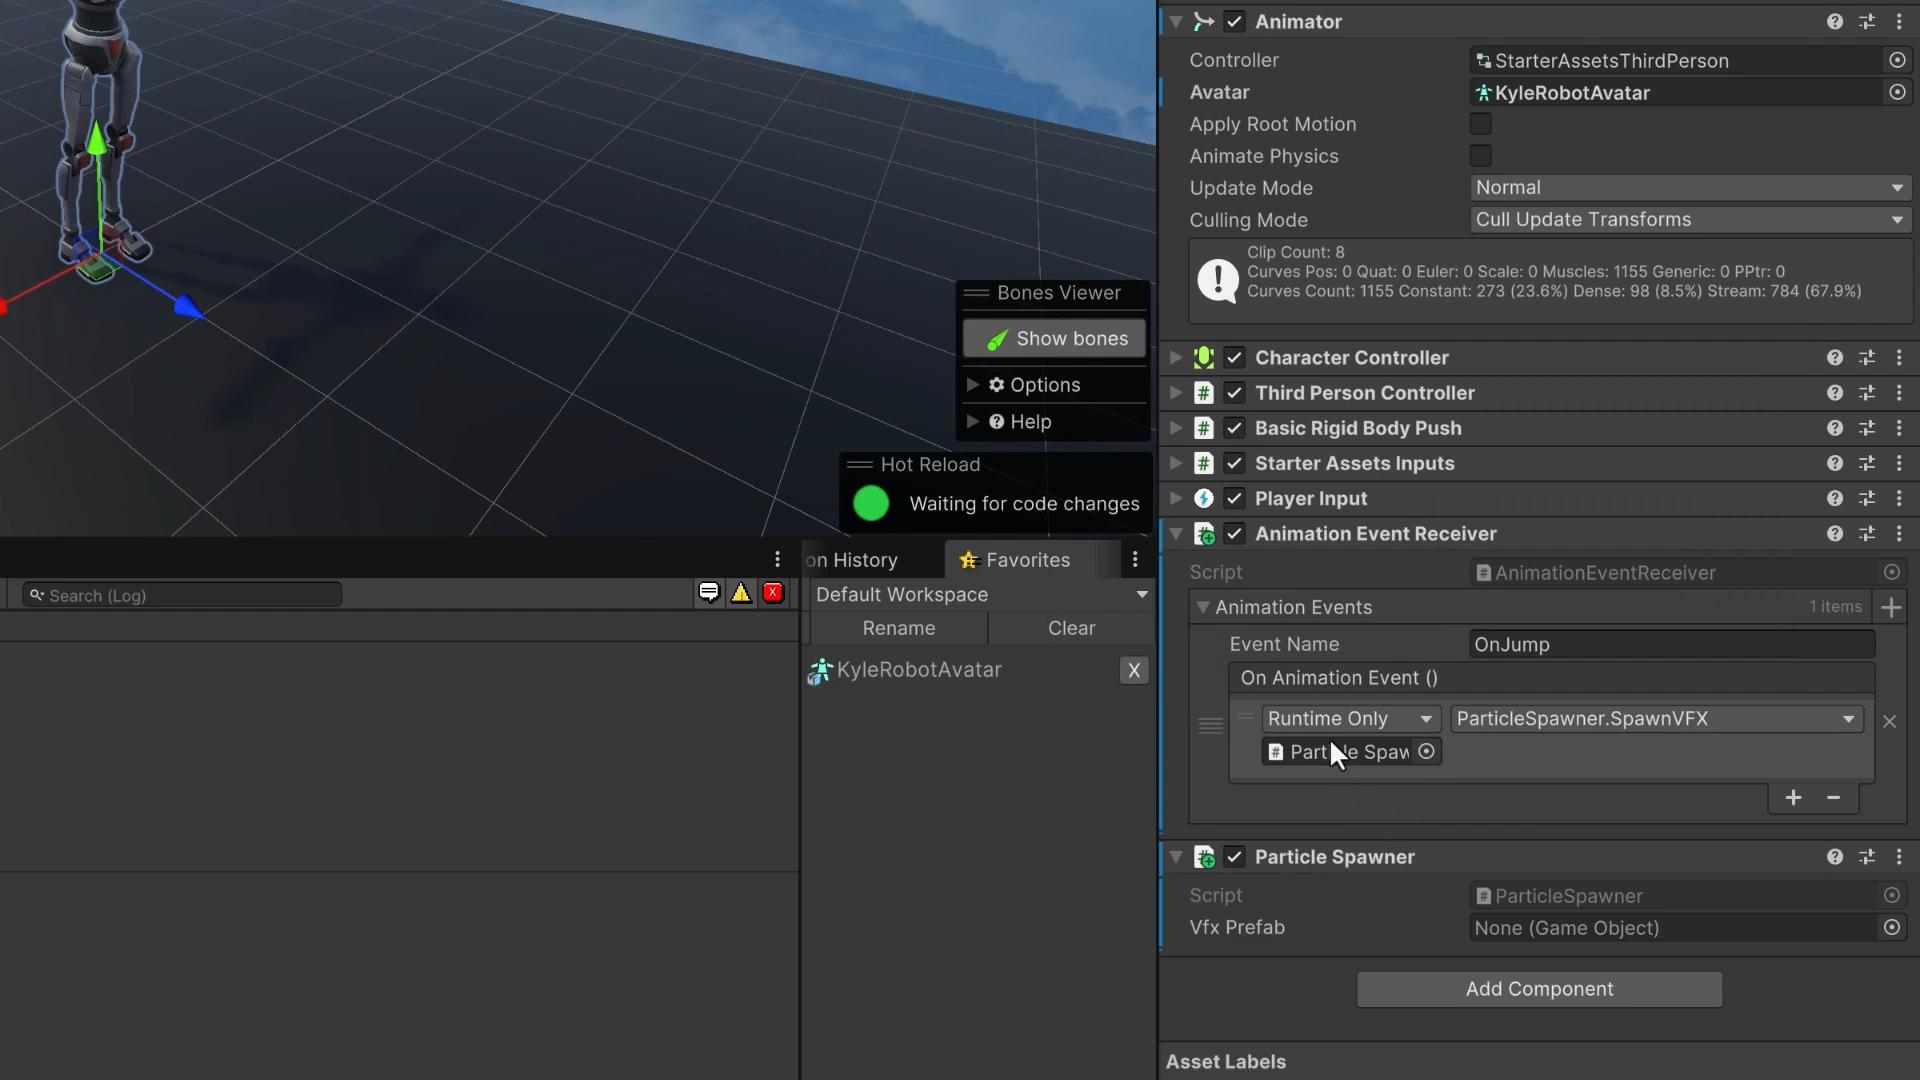 Animator
Controller
StarterAssetsThirdPerson
Avatar
KyleRobotAvatar
Apply Root Motion
Animate Physics
Update Mode
Normal
Culling Mode
Cull Update Transforms
Clip Count: 8
Curves Pos: 0 Quat: 0 Euler: 0 Scale: 0 Muscles: 1155 Generic: 0 PPtr: 0
Curves Count: 1155 Constant: 273 (23.6%) Dense: 98 (8.5%) Stream: 784 (67.9%)
Character Controller
Third Person Controller
Basic Rigid Body Push
Starter Assets Inputs
Player Input
Animation Event Receiver
Script
AnimationEventReceiver
Animation Events
1 items
Event Name
OnJump
On Animation Event ()
Runtime Only
ParticleSpawner.SpawnVFX
Particle Spaw
Particle Spawner
Script
ParticleSpawner
Vfx Prefab
None (Game Object)
Add Component
Asset Labels
Bones Viewer
Show bones
Options
Help
Hot Reload
Waiting for code changes
on History
Favorites
Default Workspace
Rename
Clear
KyleRobotAvatar
X
Search (Log)